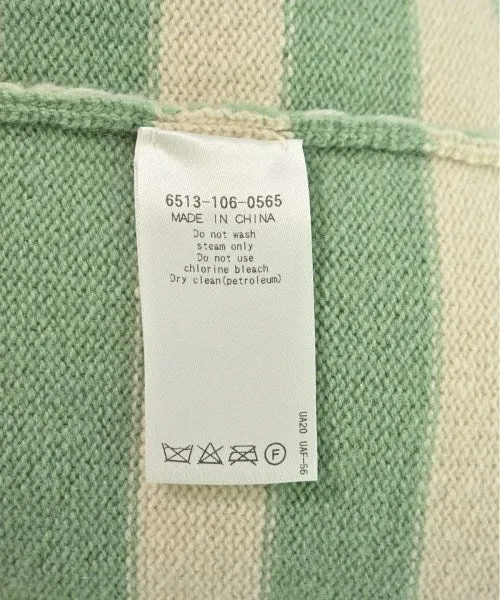 6513-106-0565
MADE IN CHINA
Do not wash
steam only
Do not use
chlorine bleach
Dry clean(petroleum)
UA20 UAF-56
F